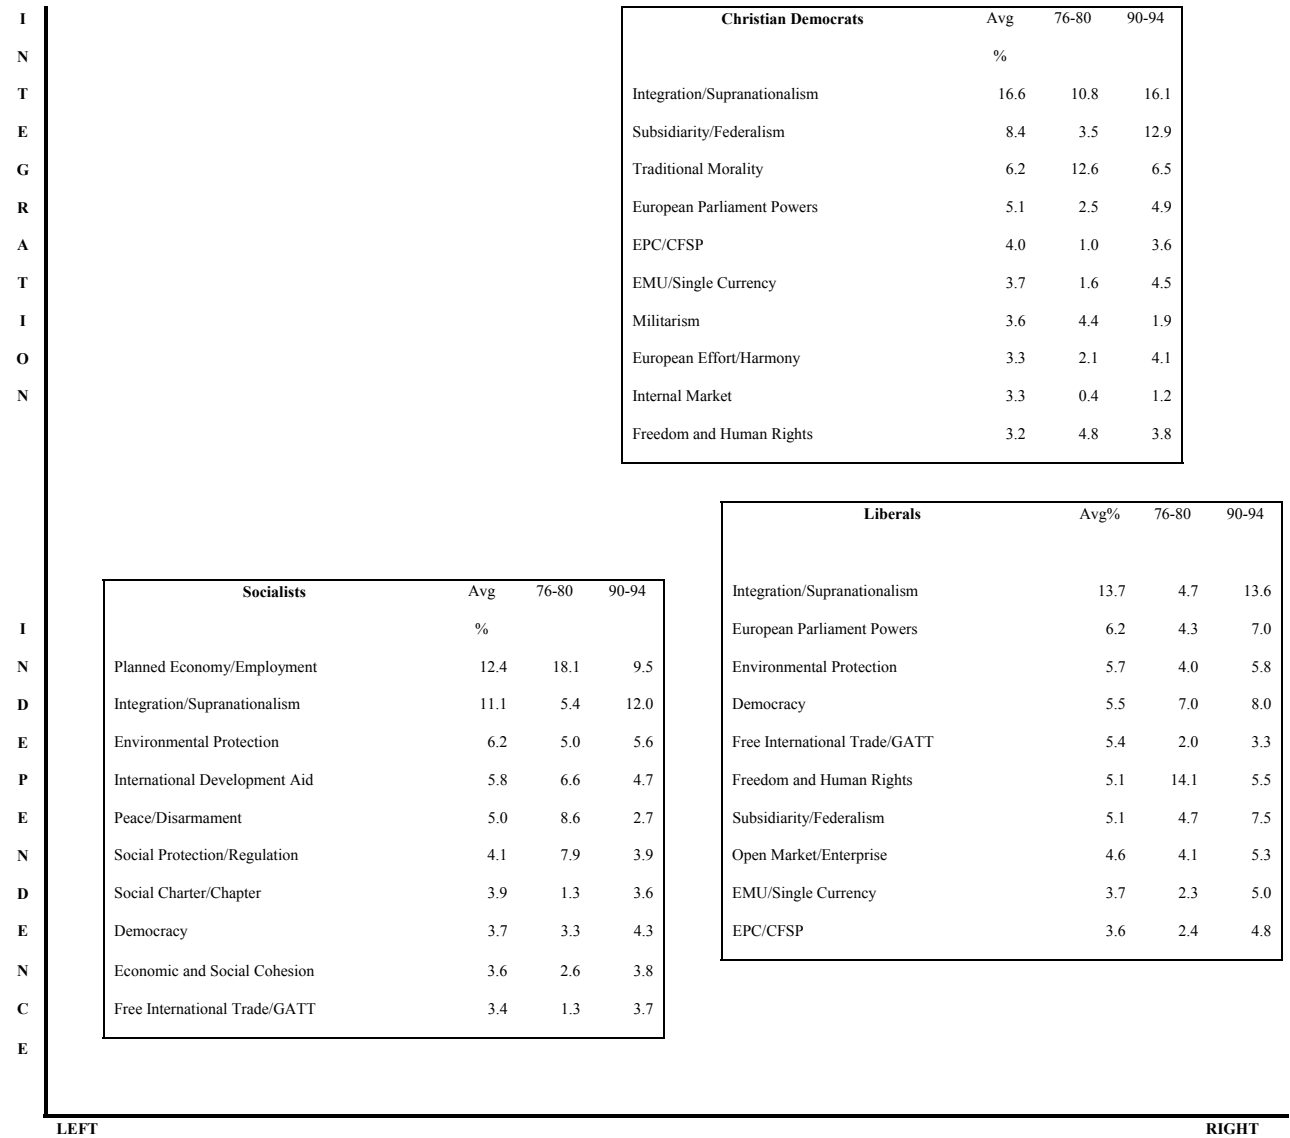 I
N
T
E
G
R
A
T
I
O
N
Christian Democrats Avg 76-80 90-94
%
Integration/Supranationalism 16.6 10.8 16.1
Subsidiarity/Federalism 8.4 3.5 12.9
Traditional Morality 6.2 12.6 6.5
European Parliament Powers 5.1 2.5 4.9
EPC/CFSP 4.0 1.0 3.6
EMU/Single Currency 3.7 1.6 4.5
Militarism 3.6 4.4 1.9
European Effort/Harmony 3.3 2.1 4.1
Internal Market 3.3 0.4 1.2
Freedom and Human Rights 3.2 4.8 3.8
Liberals Avg% 76-80 90-94
Integration/Supranationalism 13.7 4.7 13.6
European Parliament Powers 6.2 4.3 7.0
Environmental Protection 5.7 4.0 5.8
Democracy 5.5 7.0 8.0
Free International Trade/GATT 5.4 2.0 3.3
Freedom and Human Rights 5.1 14.1 5.5
Subsidiarity/Federalism 5.1 4.7 7.5
Open Market/Enterprise 4.6 4.1 5.3
EMU/Single Currency 3.7 2.3 5.0
EPC/CFSP 3.6 2.4 4.8
Socialists Avg 76-80 90-94
%
Planned Economy/Employment 12.4 18.1 9.5
Integration/Supranationalism 11.1 5.4 12.0
Environmental Protection 6.2 5.0 5.6
International Development Aid 5.8 6.6 4.7
Peace/Disarmament 5.0 8.6 2.7
Social Protection/Regulation 4.1 7.9 3.9
Social Charter/Chapter 3.9 1.3 3.6
Democracy 3.7 3.3 4.3
Economic and Social Cohesion 3.6 2.6 3.8
Free International Trade/GATT 3.4 1.3 3.7
I
N
D
E
P
E
N
D
E
N
C
E
LEFT RIGHT